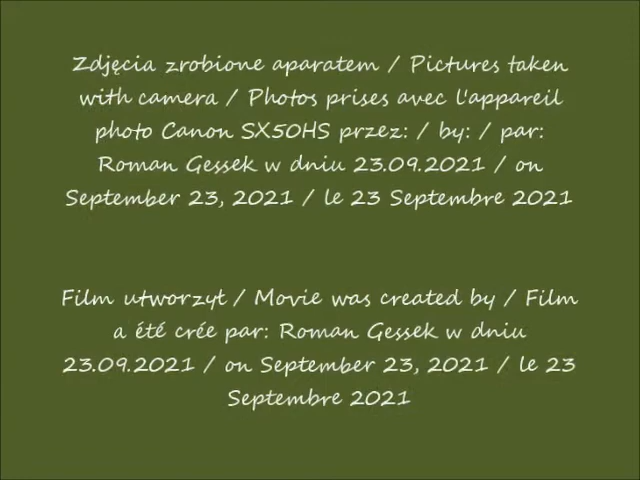 Zdjęcia zrobione aparatem / Pictures taken
with camera / Photos prises avec l'appareil
photo Canon SX50HS przez: / by: / par:
Roman Gessek w dniu 23.09.2021 / on
September 23, 2021 / le 23 Septembre 2021
Film utworzył / Movie was created by / Film
a été crée par: Roman Gessek w dniu
23.09.2021 / on September 23, 2021 / le 23
Septembre 2021